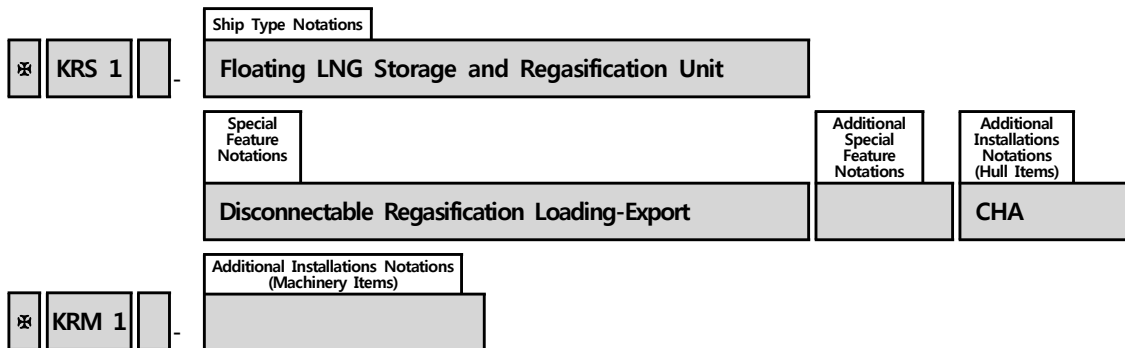 Ship Type Notations
✠ KRS 1 - Floating LNG Storage and Regasification Unit
Special
Feature
Notations
Additional
Special
Feature
Notations
Additional
Installations
Notations
(Hull Items)
Disconnectable Regasification Loading-Export CHA
Additional Installations Notations
(Machinery Items)
✠ KRM 1 -